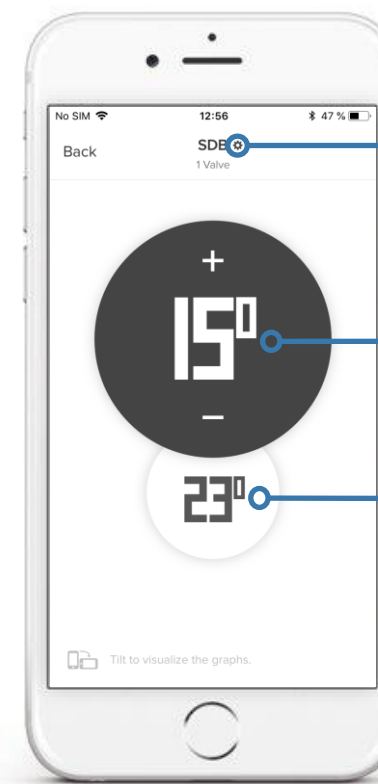 No SIM 12:56 47 %
Back SDB
1 Valve
+
15°
−
23°
Tilt to visualize the graphs.